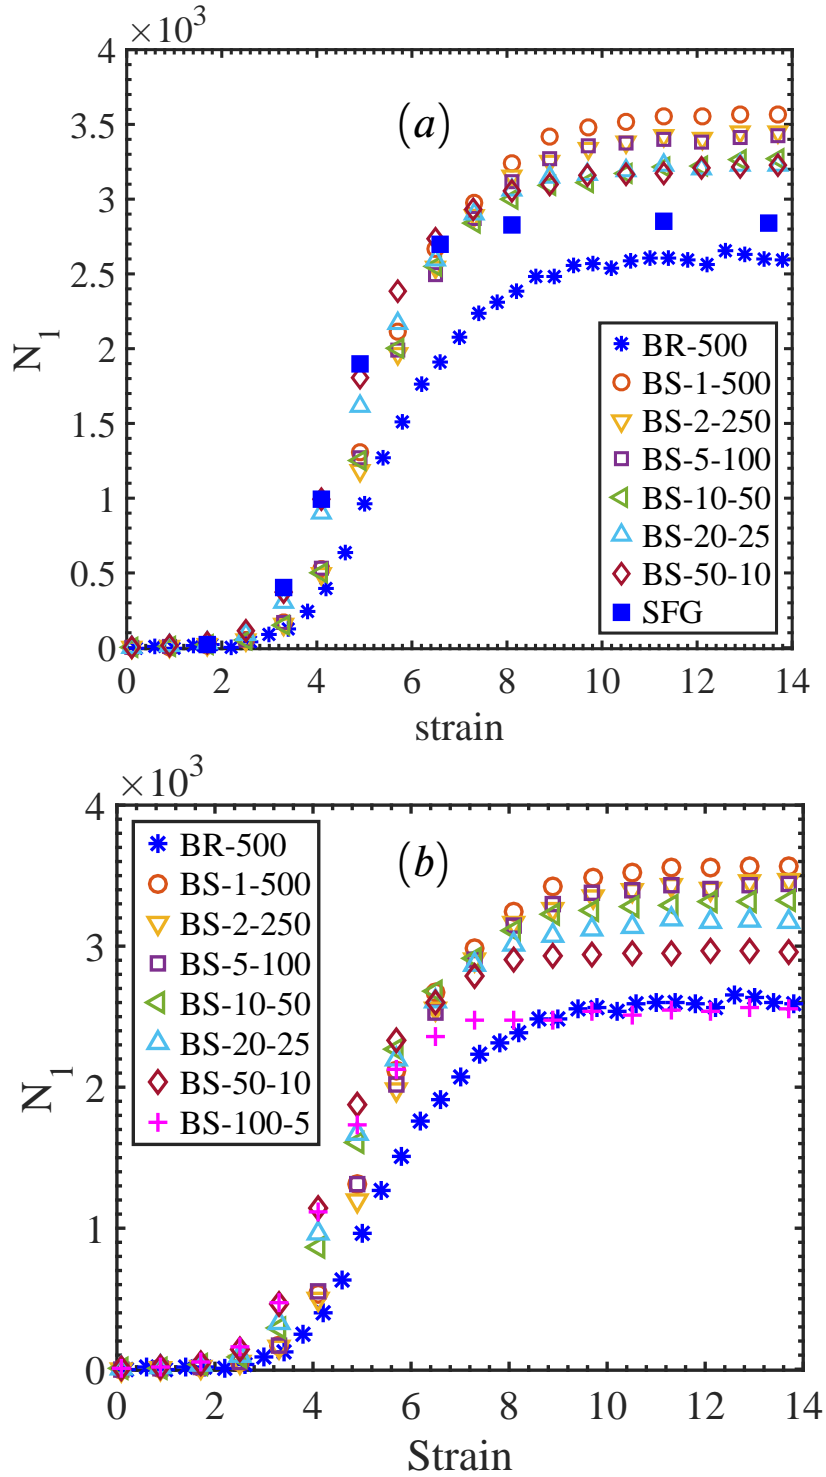 ×10³
(a)
4
3.5
3
2.5
2
1.5
1
0.5
0
N₁
BR-500
BS-1-500
BS-2-250
BS-5-100
BS-10-50
BS-20-25
BS-50-10
SFG
0 2 4 6 8 10 12 14
strain
×10³
(b)
4
3
2
1
0
N₁
BR-500
BS-1-500
BS-2-250
BS-5-100
BS-10-50
BS-20-25
BS-50-10
BS-100-5
0 2 4 6 8 10 12 14
Strain